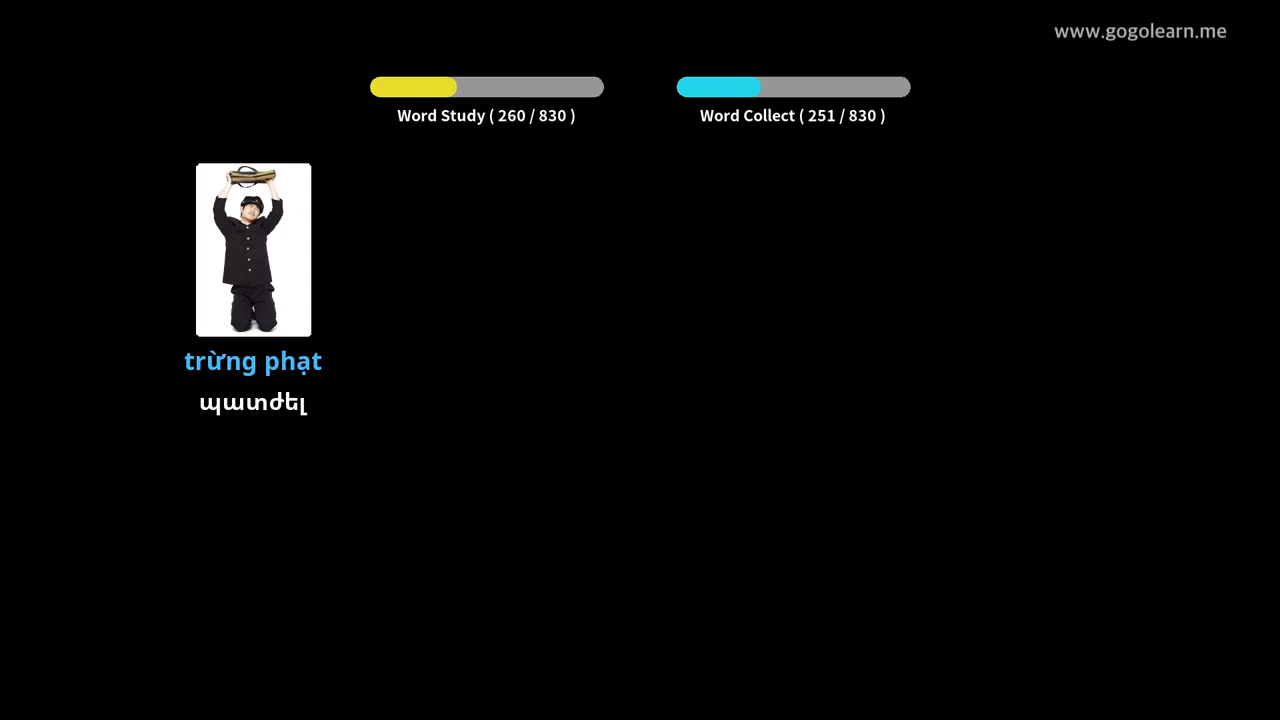 www.gogolearn.me
Word Study ( 260 / 830 )
Word Collect ( 251 / 830 )
trừng phạt
պատժել